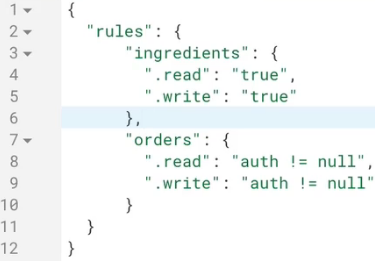 1 {
2 "rules": {
3 "ingredients": {
4 ".read": "true",
5 ".write": "true"
6 },
7 "orders": {
8 ".read": "auth != null",
9 ".write": "auth != null"
10 }
11 }
12 }